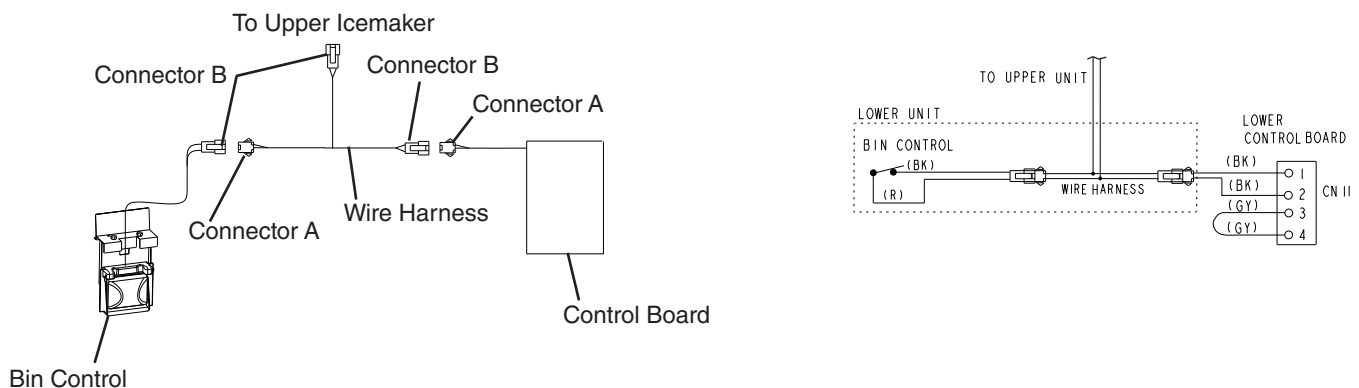 To Upper Icemaker
Connector B
Connector B
Connector A
Connector A
Wire Harness
Control Board
Bin Control
TO UPPER UNIT
LOWER UNIT
LOWER
CONTROL BOARD
BIN CONTROL
(BK)
(R)
WIRE HARNESS
(BK)
1
(BK)
2
CN 11
(GY)
3
(GY)
4